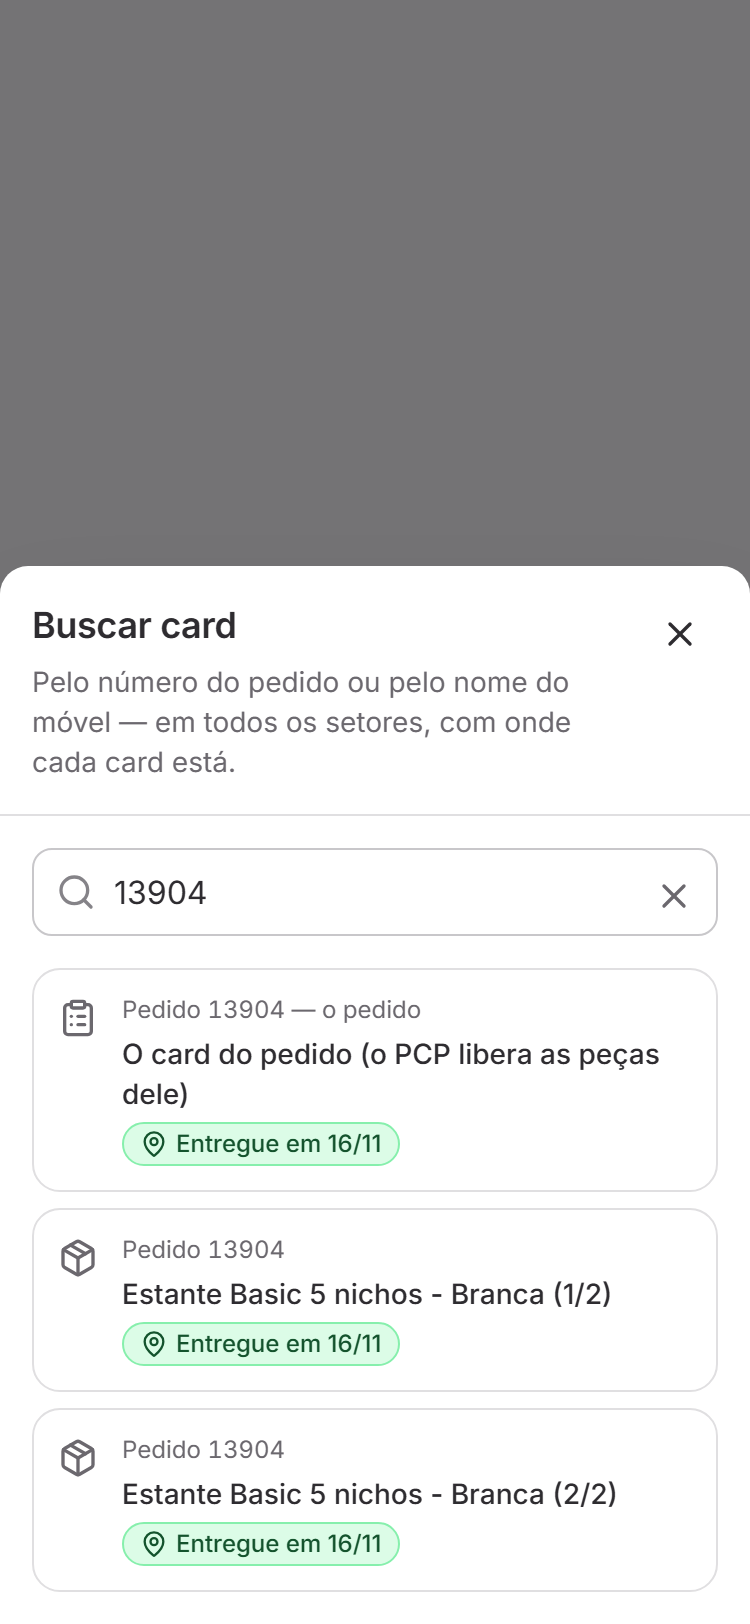 Buscar card
Pelo número do pedido ou pelo nome do
móvel — em todos os setores, com onde
cada card está.
13904
Pedido 13904 — o pedido
O card do pedido (o PCP libera as peças
dele)
Entregue em 16/11
Pedido 13904
Estante Basic 5 nichos - Branca (1/2)
Entregue em 16/11
Pedido 13904
Estante Basic 5 nichos - Branca (2/2)
Entregue em 16/11